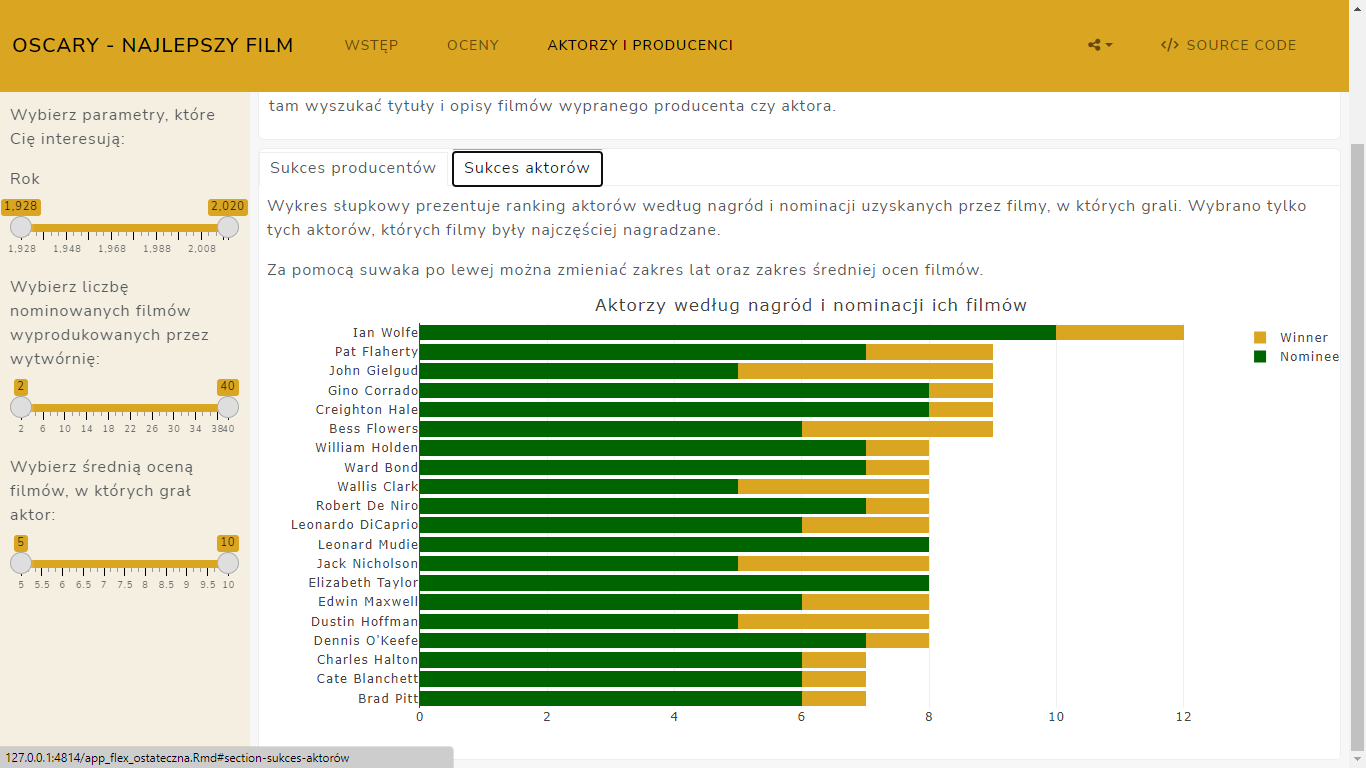 OSCARY - NAJLEPSZY FILM
WSTĘP
OCENY
AKTORZY I PRODUCENCI
SOURCE CODE
Wybierz parametry, które
Cię interesują:
Rok
1,928 2,020
1,928 1,948 1,968 1,988 2,008
Wybierz liczbę
nominowanych filmów
wyprodukowanych przez
wytwórnię:
2 40
2 6 10 14 18 22 26 30 34 3840
Wybierz średnią oceną
filmów, w których grał
aktor:
5 10
5 5.5 6 6.5 7 7.5 8 8.5 9 9.5 10
tam wyszukać tytuły i opisy filmów wypranego producenta czy aktora.
Sukces producentów
Sukces aktorów
Wykres słupkowy prezentuje ranking aktorów według nagród i nominacji uzyskanych przez filmy, w których grali. Wybrano tylko
tych aktorów, których filmy były najczęściej nagradzane.
Za pomocą suwaka po lewej można zmieniać zakres lat oraz zakres średniej ocen filmów.
Aktorzy według nagród i nominacji ich filmów
Ian Wolfe
Pat Flaherty
John Gielgud
Gino Corrado
Creighton Hale
Bess Flowers
William Holden
Ward Bond
Wallis Clark
Robert De Niro
Leonardo DiCaprio
Leonard Mudie
Jack Nicholson
Elizabeth Taylor
Edwin Maxwell
Dustin Hoffman
Dennis O'Keefe
Charles Halton
Cate Blanchett
Brad Pitt
0 2 4 6 8 10 12
Winner
Nominee
127.0.0.1:4814/app_flex_ostateczna.Rmd#section-sukces-aktorów